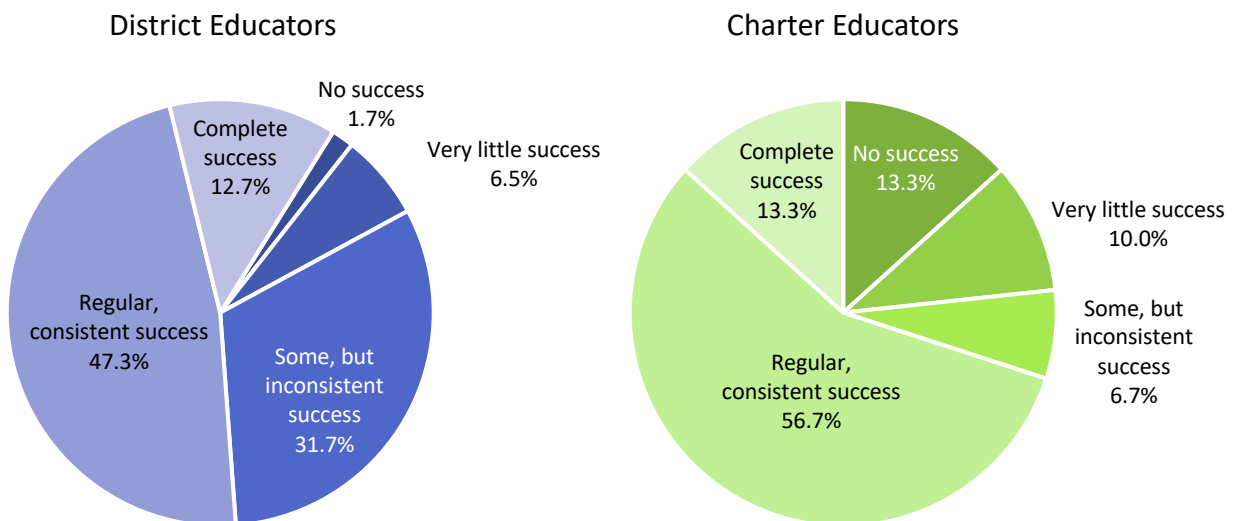 District Educators
No success
1.7%
Very little success
6.5%
Complete
success
12.7%
Regular,
consistent success
47.3%
Some, but
inconsistent
success
31.7%
Charter Educators
Complete
success
13.3%
No success
13.3%
Very little success
10.0%
Some, but
inconsistent
success
6.7%
Regular,
consistent success
56.7%